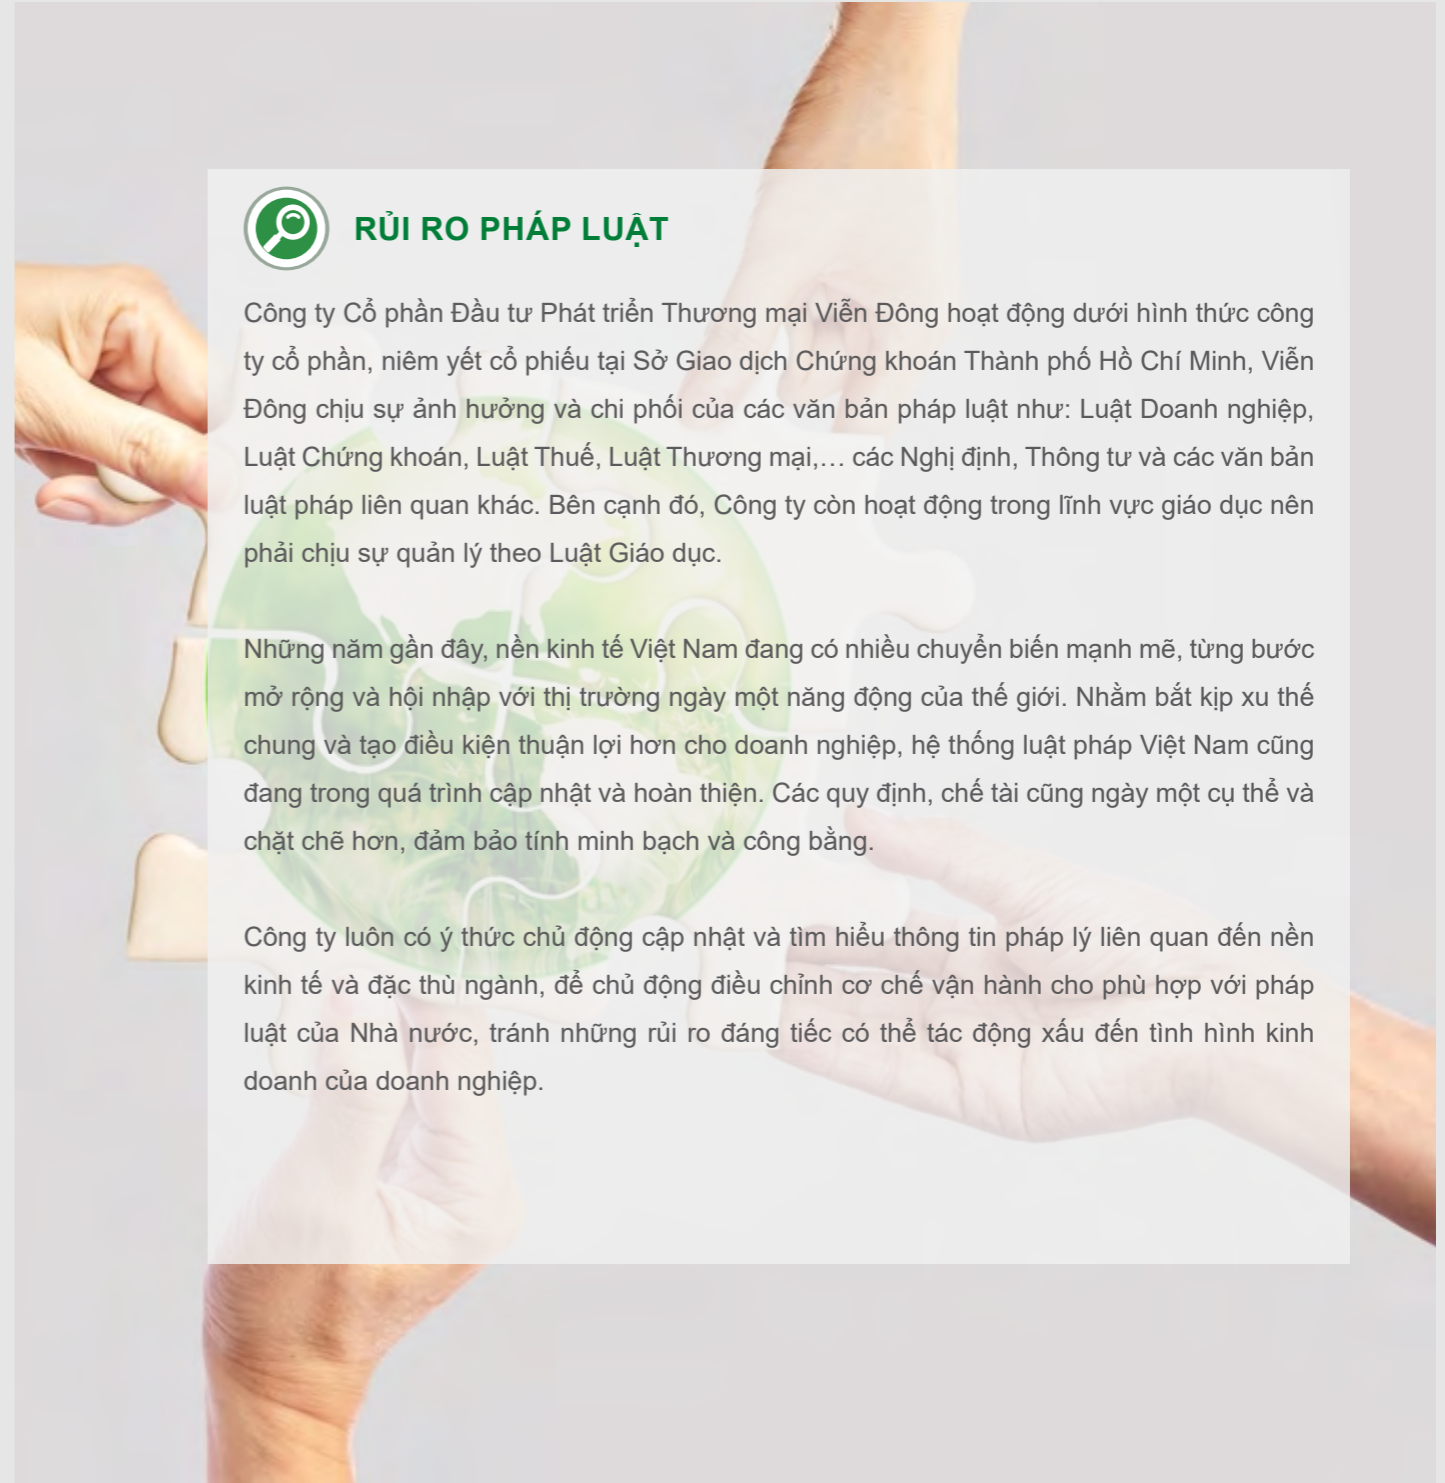 RỦI RO PHÁP LUẬT
Công ty Cổ phần Đầu tư Phát triển Thương mại Viễn Đông hoạt động dưới hình thức công
ty cổ phần, niêm yết cổ phiếu tại Sở Giao dịch Chứng khoán Thành phố Hồ Chí Minh, Viễn
Đông chịu sự ảnh hưởng và chi phối của các văn bản pháp luật như: Luật Doanh nghiệp,
Luật Chứng khoán, Luật Thuế, Luật Thương mại,… các Nghị định, Thông tư và các văn bản
luật pháp liên quan khác. Bên cạnh đó, Công ty còn hoạt động trong lĩnh vực giáo dục nên
phải chịu sự quản lý theo Luật Giáo dục.
Những năm gần đây, nền kinh tế Việt Nam đang có nhiều chuyển biến mạnh mẽ, từng bước
mở rộng và hội nhập với thị trường ngày một năng động của thế giới. Nhằm bắt kịp xu thế
chung và tạo điều kiện thuận lợi hơn cho doanh nghiệp, hệ thống luật pháp Việt Nam cũng
đang trong quá trình cập nhật và hoàn thiện. Các quy định, chế tài cũng ngày một cụ thể và
chặt chẽ hơn, đảm bảo tính minh bạch và công bằng.
Công ty luôn có ý thức chủ động cập nhật và tìm hiểu thông tin pháp lý liên quan đến nền
kinh tế và đặc thù ngành, để chủ động điều chỉnh cơ chế vận hành cho phù hợp với pháp
luật của Nhà nước, tránh những rủi ro đáng tiếc có thể tác động xấu đến tình hình kinh
doanh của doanh nghiệp.